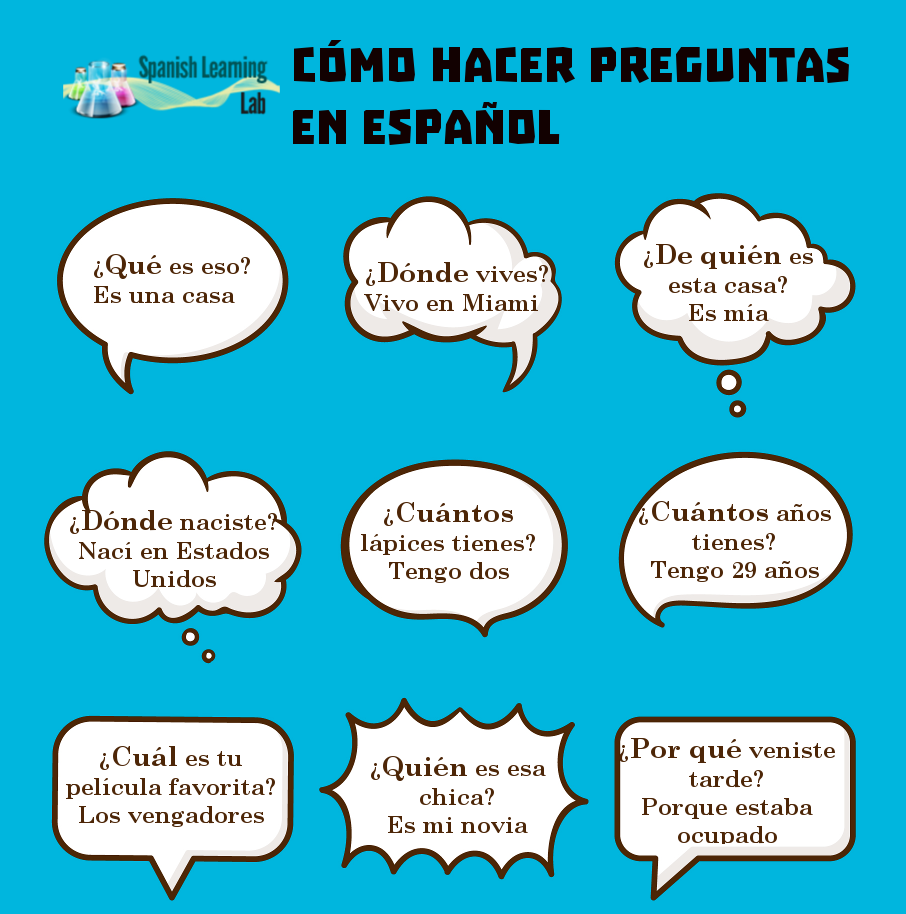 Spanish Learning
Lab
CÓMO HACER PREGUNTAS
EN ESPAÑOL
¿Qué es eso?
Es una casa
¿Dónde vives?
Vivo en Miami
¿De quién es
esta casa?
Es mía
¿Dónde naciste?
Nací en Estados
Unidos
¿Cuántos
lápices tienes?
Tengo dos
¿Cuántos años
tienes?
Tengo 29 años
¿Cuál es tu
película favorita?
Los vengadores
¿Quién es esa
chica?
Es mi novia
¿Por qué veniste
tarde?
Porque estaba
ocupado